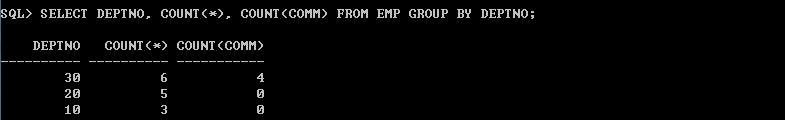 SQL> SELECT DEPTNO, COUNT(*), COUNT(COMM) FROM EMP GROUP BY DEPTNO;
DEPTNO COUNT(*) COUNT(COMM)
---------- ---------- -----------
30 6 4
20 5 0
10 3 0